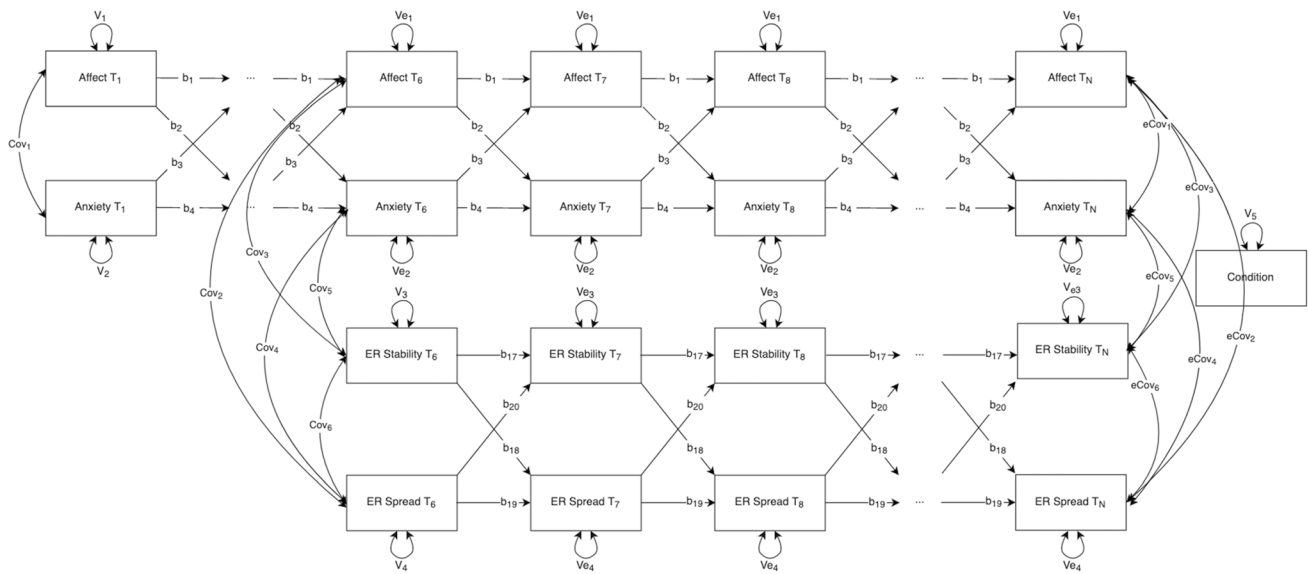 V1 Ve1 Ve1 Ve1 Ve1
Affect T1 b1 ... b1 Affect T6 b1 Affect T7 b1 Affect T8 b1 ... b1 Affect TN
b2 b2 b2 b2 b2 b2 eCov1
Cov1 b3 b3 b3 b3 b3 b3
eCov3
Anxiety T1 b4 ... b4 Anxiety T6 b4 Anxiety T7 b4 Anxiety T8 b4 ... b4 Anxiety TN
V5
V2 Ve2 Ve2 Ve2 Ve2
Cov3
eCov5 Condition
Cov2 Cov5 V3 Ve3 Ve3 Ve3
eCov2
Cov4 ER Stability T6 b17 ER Stability T7 b17 ER Stability T8 b17 ... b17 ER Stability TN eCov4
eCov6
b20 b20 b20 b20
Cov6
b18 b18 b18 b18
ER Spread T6 b19 ER Spread T7 b19 ER Spread T8 b19 ... b19 ER Spread TN
V4 Ve4 Ve4 Ve4